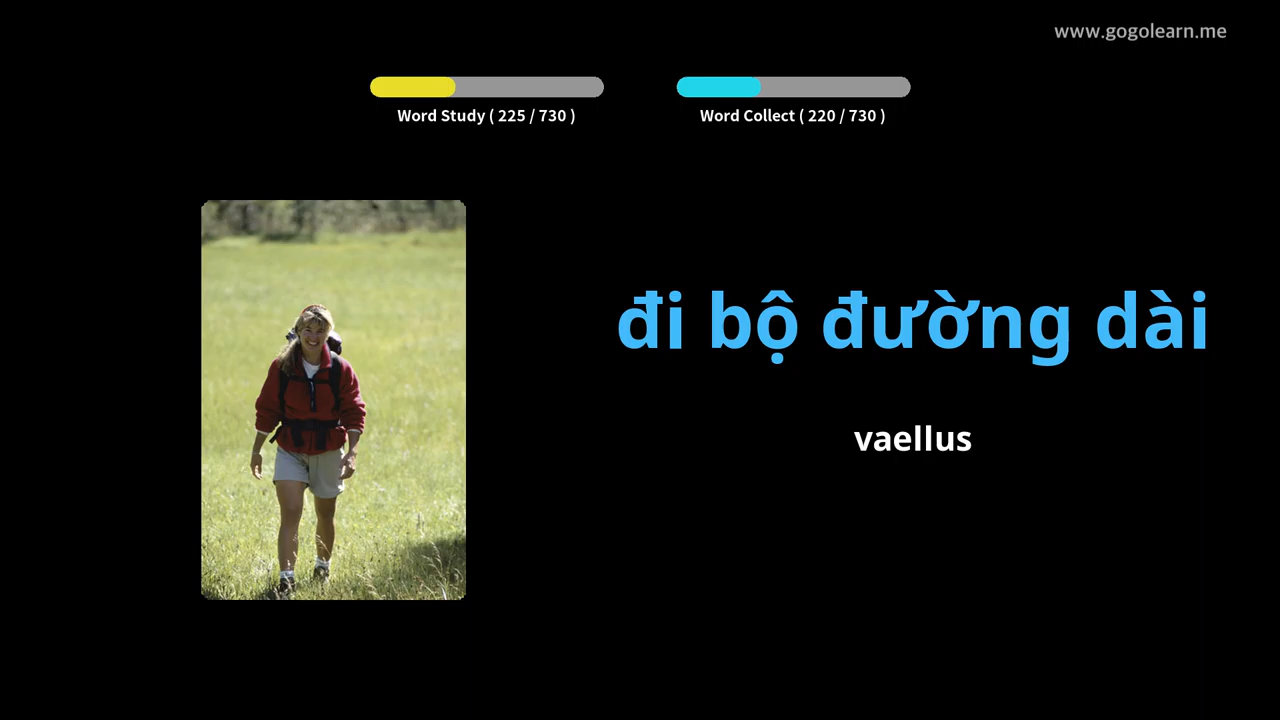 www.gogolearn.me
Word Study ( 225 / 730 )
Word Collect ( 220 / 730 )
đi bộ đường dài
vaellus